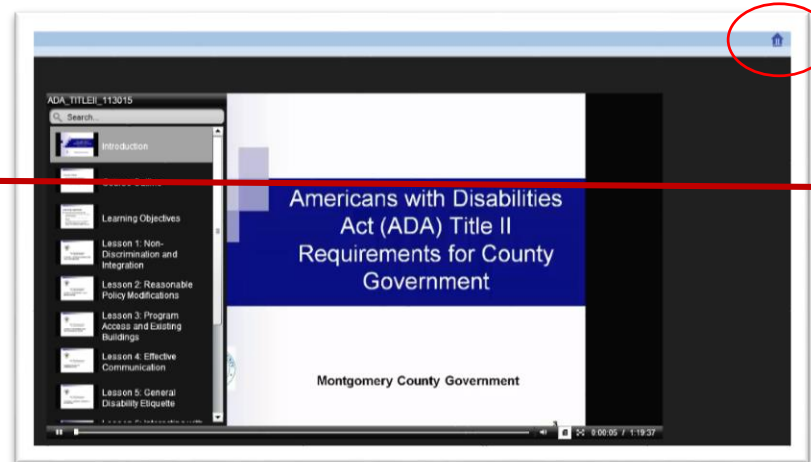 ADA_TITLEII_113015
Search...
Introduction
Learning Objectives
Lesson 1: Non-
Discrimination and
Integration
Lesson 2: Reasonable
Policy Modifications
Lesson 3: Program
Access and Existing
Buildings
Lesson 4: Effective
Communication
Lesson 5: General
Disability Etiquette
Americans with Disabilities
Act (ADA) Title II
Requirements for County
Government
Montgomery County Government
0:00:05 / 1:19:37